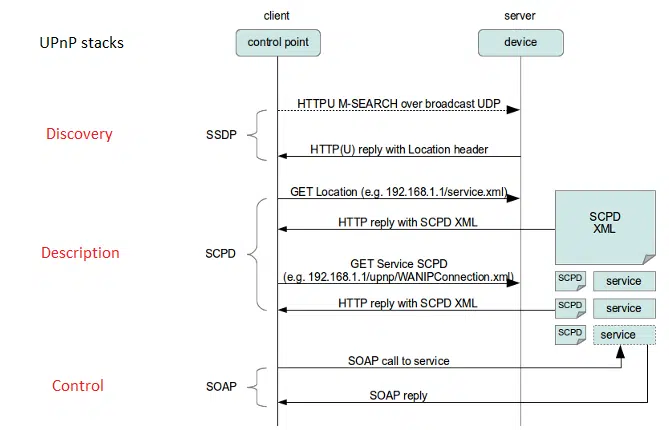 client
server
UPnP stacks
control point
device
HTTPU M-SEARCH over broadcast UDP
Discovery
SSDP
HTTP(U) reply with Location header
GET Location (e.g. 192.168.1.1/service.xml)
SCPD
XML
HTTP reply with SCPD XML
Description
SCPD
GET Service SCPD
(e.g. 192.168.1.1/upnp/WANIPConnection.xml)
SCPD
service
HTTP reply with SCPD XML
SCPD
service
SCPD
service
SOAP call to service
Control
SOAP
SOAP reply